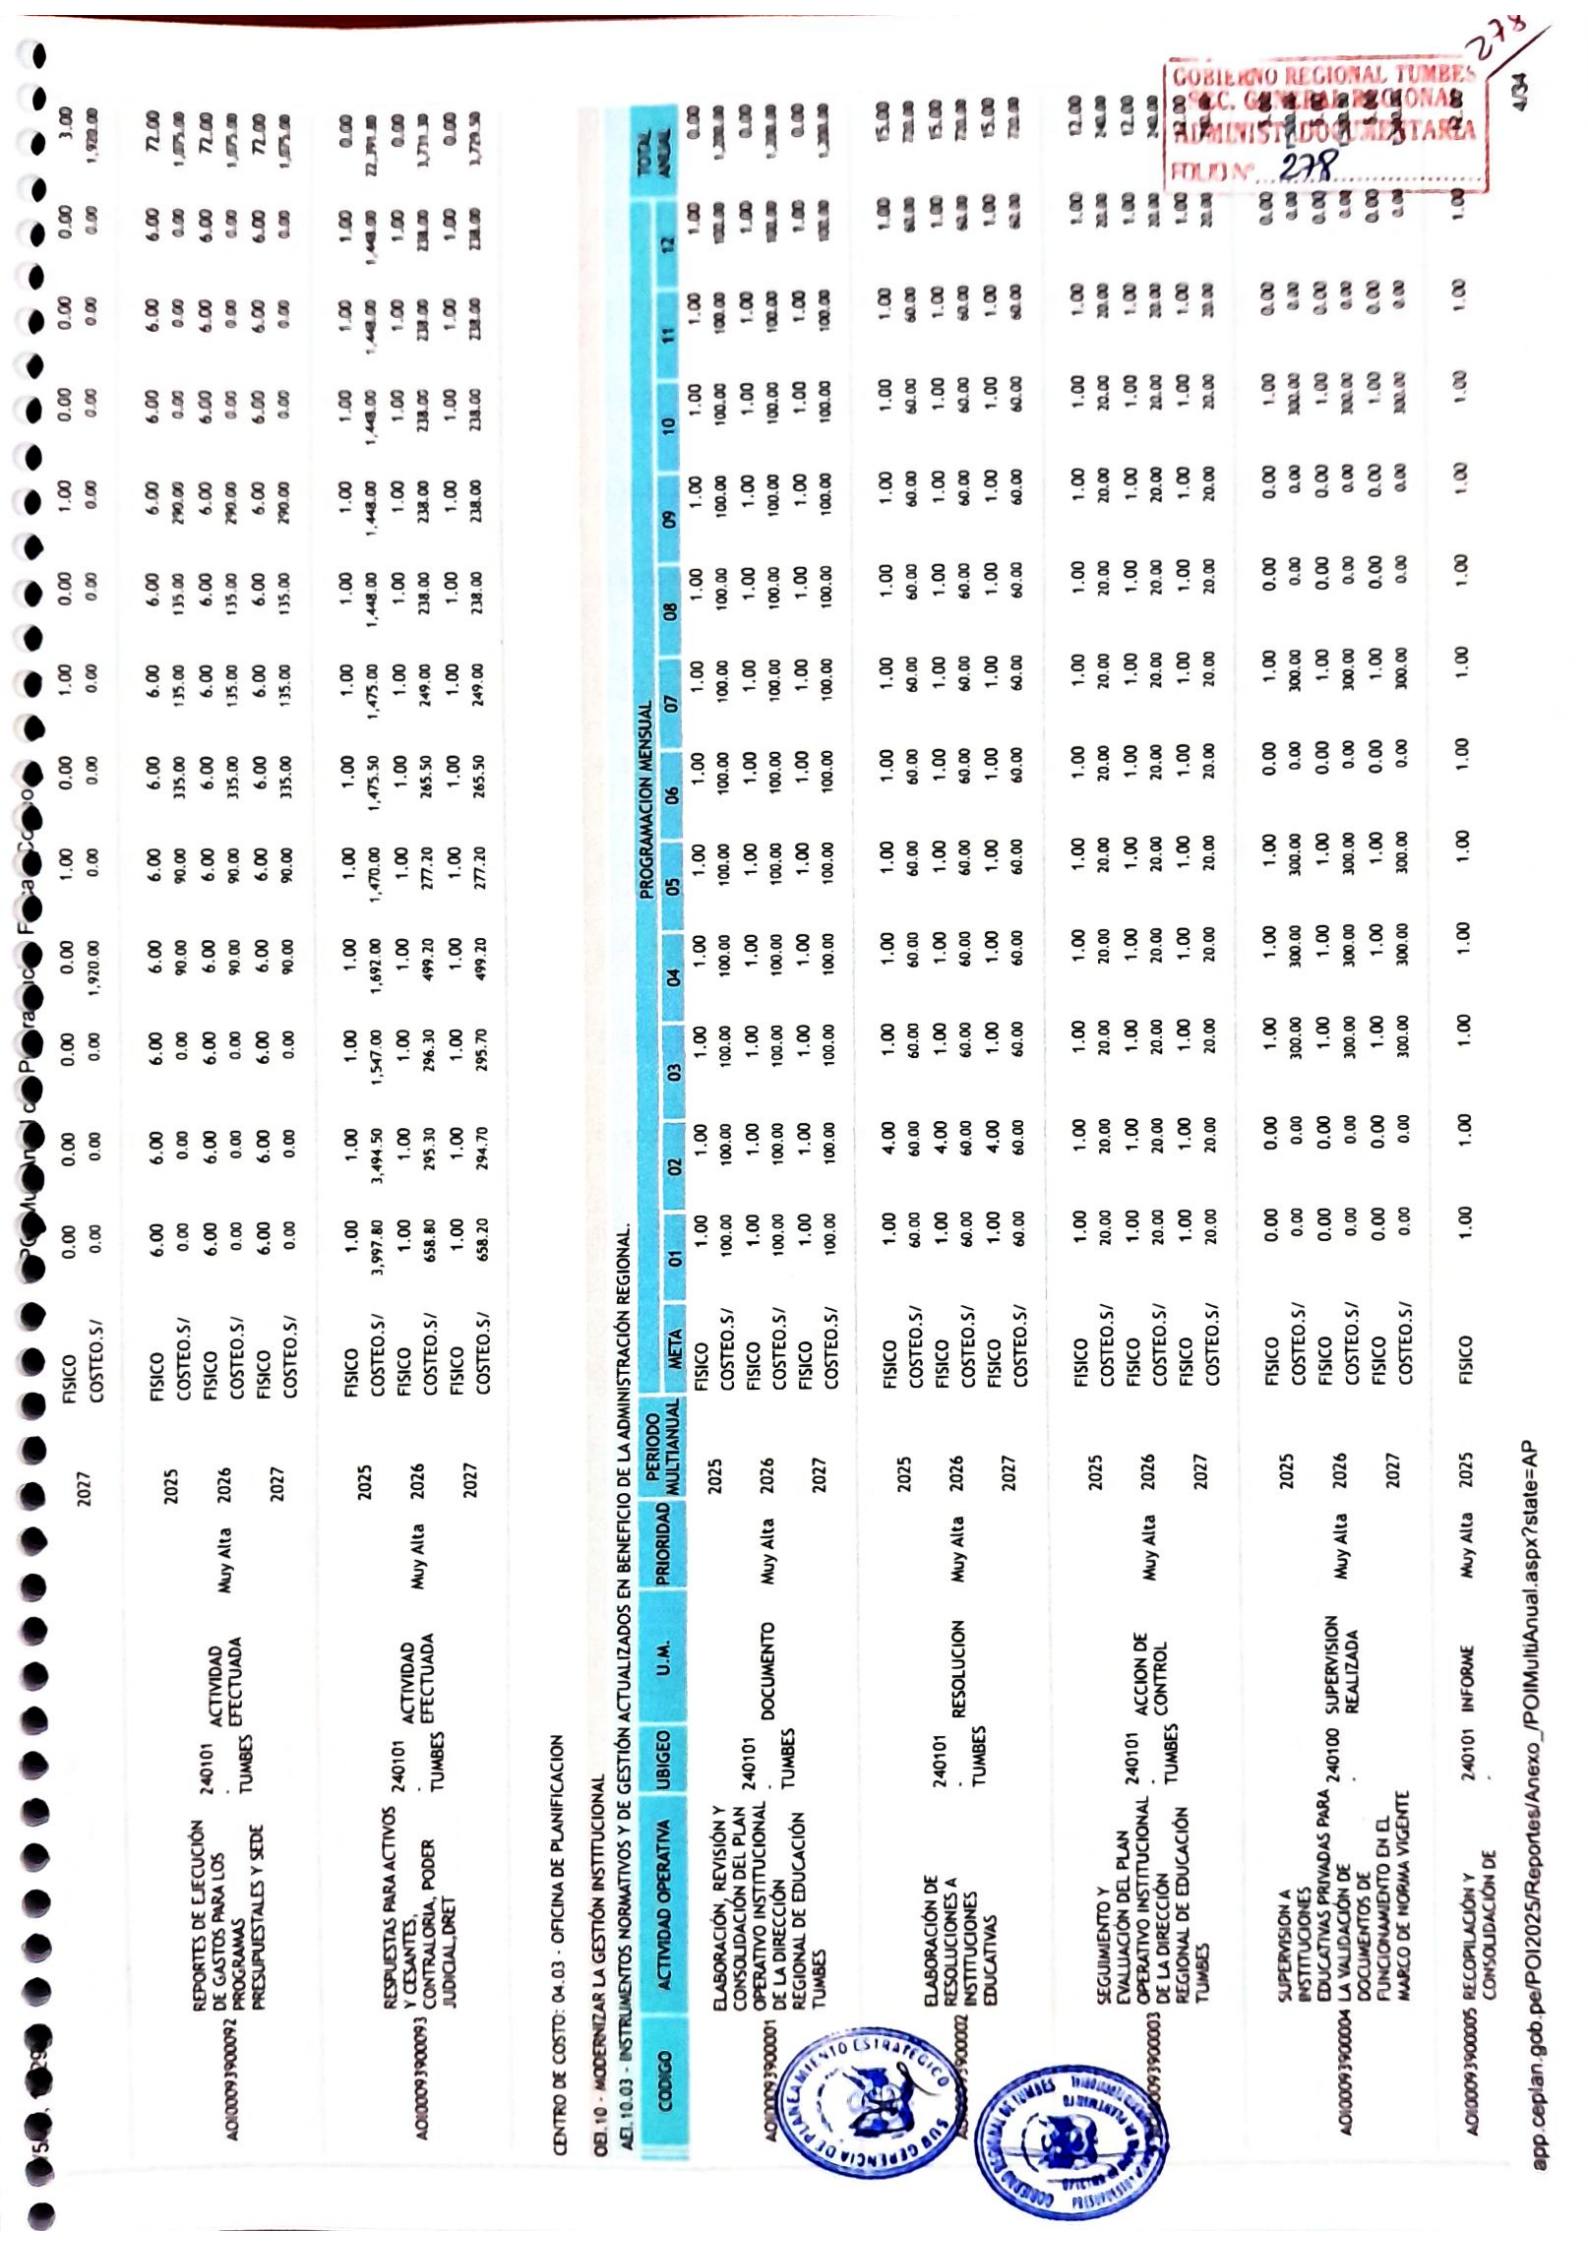 2027 FISICO 0.00 0.00 0.00 0.00 1.00 0.00 1.00 0.00 1.00 0.00 0.00 0.00 3.00
COSTEO.S/ 0.00 0.00 0.00 1,920.00 0.00 0.00 0.00 0.00 0.00 0.00 0.00 0.00 1,920.00
AOI00093900092 REPORTES DE EJECUCIÓN DE GASTOS PARA LOS PROGRAMAS PRESUPUESTALES Y SEDE 240101 - TUMBES ACTIVIDAD EFECTUADA Muy Alta
2025 FISICO 6.00 6.00 6.00 6.00 6.00 6.00 6.00 6.00 6.00 6.00 6.00 6.00 72.00
COSTEO.S/ 0.00 0.00 0.00 90.00 90.00 335.00 135.00 135.00 290.00 0.00 0.00 0.00 1,075.00
2026 FISICO 6.00 6.00 6.00 6.00 6.00 6.00 6.00 6.00 6.00 6.00 6.00 6.00 72.00
COSTEO.S/ 0.00 0.00 0.00 90.00 90.00 335.00 135.00 135.00 290.00 0.00 0.00 0.00 1,075.00
2027 FISICO 6.00 6.00 6.00 6.00 6.00 6.00 6.00 6.00 6.00 6.00 6.00 6.00 72.00
COSTEO.S/ 0.00 0.00 0.00 90.00 90.00 335.00 135.00 135.00 290.00 0.00 0.00 0.00 1,075.00
AOI00093900093 RESPUESTAS PARA ACTIVOS Y CESANTES, CONTRALORIA, PODER JUDICIAL,DRET 240101 - TUMBES ACTIVIDAD EFECTUADA Muy Alta
2025 FISICO 1.00 1.00 1.00 1.00 1.00 1.00 1.00 1.00 1.00 1.00 1.00 1.00 0.00
COSTEO.S/ 3,997.80 3,494.50 1,547.00 1,692.00 1,470.00 1,475.50 1,475.00 1,448.00 1,448.00 1,448.00 1,448.00 1,448.00 22,391.80
2026 FISICO 1.00 1.00 1.00 1.00 1.00 1.00 1.00 1.00 1.00 1.00 1.00 1.00 0.00
COSTEO.S/ 658.80 295.30 296.30 499.20 277.20 265.50 249.00 238.00 238.00 238.00 238.00 238.00 3,731.30
2027 FISICO 1.00 1.00 1.00 1.00 1.00 1.00 1.00 1.00 1.00 1.00 1.00 1.00 0.00
COSTEO.S/ 658.20 294.70 295.70 499.20 277.20 265.50 249.00 238.00 238.00 238.00 238.00 238.00 3,729.50
CENTRO DE COSTO: 04.03 - OFICINA DE PLANIFICACION
OEI.10 - MODERNIZAR LA GESTIÓN INSTITUCIONAL
AEI.10.03 - INSTRUMENTOS NORMATIVOS Y DE GESTIÓN ACTUALIZADOS EN BENEFICIO DE LA ADMINISTRACIÓN REGIONAL.
CODIGO ACTIVIDAD OPERATIVA UBIGEO U.M. PRIORIDAD PERIODO MULTIANUAL PROGRAMACION MENSUAL TOTAL ANUAL
META 01 02 03 04 05 06 07 08 09 10 11 12
AOI00093900001 ELABORACIÓN, REVISIÓN Y CONSOLIDACIÓN DEL PLAN OPERATIVO INSTITUCIONAL DE LA DIRECCIÓN REGIONAL DE EDUCACIÓN TUMBES 240101 - TUMBES DOCUMENTO Muy Alta
2025 FISICO 1.00 1.00 1.00 1.00 1.00 1.00 1.00 1.00 1.00 1.00 1.00 1.00 0.00
COSTEO.S/ 100.00 100.00 100.00 100.00 100.00 100.00 100.00 100.00 100.00 100.00 100.00 100.00 1,200.00
2026 FISICO 1.00 1.00 1.00 1.00 1.00 1.00 1.00 1.00 1.00 1.00 1.00 1.00 0.00
COSTEO.S/ 100.00 100.00 100.00 100.00 100.00 100.00 100.00 100.00 100.00 100.00 100.00 100.00 1,200.00
2027 FISICO 1.00 1.00 1.00 1.00 1.00 1.00 1.00 1.00 1.00 1.00 1.00 1.00 0.00
COSTEO.S/ 100.00 100.00 100.00 100.00 100.00 100.00 100.00 100.00 100.00 100.00 100.00 100.00 1,200.00
00093900002 ELABORACIÓN DE RESOLUCIONES A INSTITUCIONES EDUCATIVAS 240101 - TUMBES RESOLUCION Muy Alta
2025 FISICO 1.00 4.00 1.00 1.00 1.00 1.00 1.00 1.00 1.00 1.00 1.00 1.00 15.00
COSTEO.S/ 60.00 60.00 60.00 60.00 60.00 60.00 60.00 60.00 60.00 60.00 60.00 60.00 720.00
2026 FISICO 1.00 4.00 1.00 1.00 1.00 1.00 1.00 1.00 1.00 1.00 1.00 1.00 15.00
COSTEO.S/ 60.00 60.00 60.00 60.00 60.00 60.00 60.00 60.00 60.00 60.00 60.00 60.00 720.00
2027 FISICO 1.00 4.00 1.00 1.00 1.00 1.00 1.00 1.00 1.00 1.00 1.00 1.00 15.00
COSTEO.S/ 60.00 60.00 60.00 60.00 60.00 60.00 60.00 60.00 60.00 60.00 60.00 60.00 720.00
0093900003 SEGUIMIENTO Y EVALUACIÓN DEL PLAN OPERATIVO INSTITUCIONAL DE LA DIRECCIÓN REGIONAL DE EDUCACIÓN TUMBES 240101 - TUMBES ACCION DE CONTROL Muy Alta
2025 FISICO 1.00 1.00 1.00 1.00 1.00 1.00 1.00 1.00 1.00 1.00 1.00 1.00 12.00
COSTEO.S/ 20.00 20.00 20.00 20.00 20.00 20.00 20.00 20.00 20.00 20.00 20.00 20.00 240.00
2026 FISICO 1.00 1.00 1.00 1.00 1.00 1.00 1.00 1.00 1.00 1.00 1.00 1.00 12.00
COSTEO.S/ 20.00 20.00 20.00 20.00 20.00 20.00 20.00 20.00 20.00 20.00 20.00 20.00 240.00
2027 FISICO 1.00 1.00 1.00 1.00 1.00 1.00 1.00 1.00 1.00 1.00 1.00 1.00 12.00
COSTEO.S/ 20.00 20.00 20.00 20.00 20.00 20.00 20.00 20.00 20.00 20.00 20.00 20.00
AOI00093900004 SUPERVISION A INSTITUCIONES EDUCATIVAS PRIVADAS PARA LA VALIDACIÓN DE DOCUMENTOS DE FUNCIONAMIENTO EN EL MARCO DE NORMA VIGENTE 240100 - SUPERVISION REALIZADA Muy Alta
2025 FISICO 0.00 0.00 1.00 1.00 1.00 0.00 1.00 0.00 0.00 1.00 0.00 0.00
COSTEO.S/ 0.00 0.00 300.00 300.00 300.00 0.00 300.00 0.00 0.00 300.00 0.00 0.00
2026 FISICO 0.00 0.00 1.00 1.00 1.00 0.00 1.00 0.00 0.00 1.00 0.00 0.00
COSTEO.S/ 0.00 0.00 300.00 300.00 300.00 0.00 300.00 0.00 0.00 300.00 0.00 0.00
2027 FISICO 0.00 0.00 1.00 1.00 1.00 0.00 1.00 0.00 0.00 1.00 0.00 0.00
COSTEO.S/ 0.00 0.00 300.00 300.00 300.00 0.00 300.00 0.00 0.00 300.00 0.00 0.00
AOI00093900005 RECOPILACIÓN Y CONSOLIDACIÓN DE 240101 - INFORME Muy Alta
2025 FISICO 1.00 1.00 1.00 1.00 1.00 1.00 1.00 1.00 1.00 1.00 1.00 1.00
SUB GERENCIA DE PLANEAMIENTO ESTRATEGICO
GOBIERNO REGIONAL DE TUMBES
GOBIERNO REGIONAL TUMBES
SEC. GENERAL REGIONAL
FOLIO N° 278
278
app.ceplan.gob.pe/POI2025/Reportes/Anexo_/POIMultiAnual.aspx?state=AP
4/34